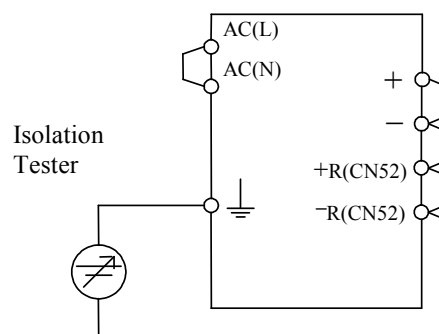 AC(L)
AC(N)
+
−
Isolation
Tester
+R(CN52)
−R(CN52)